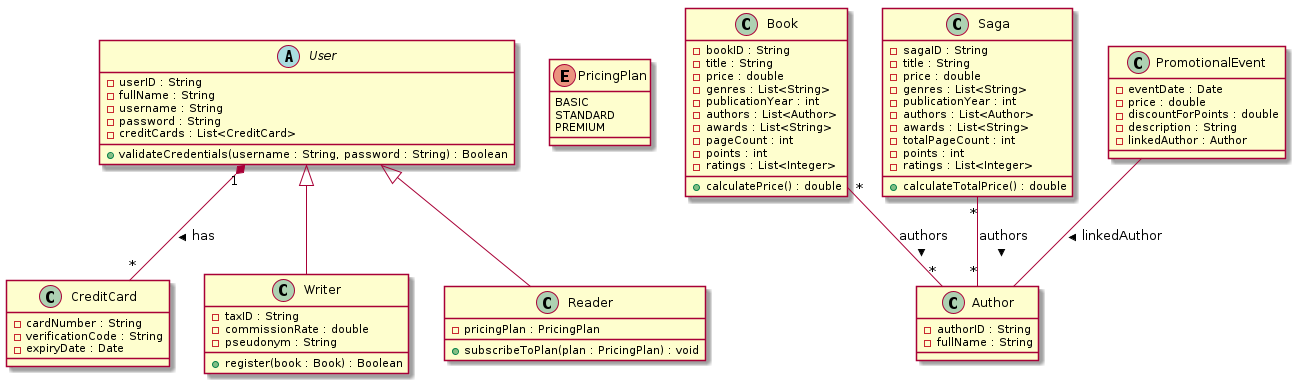 A User
userID : String
fullName : String
username : String
password : String
creditCards : List<CreditCard>
validateCredentials(username : String, password : String) : Boolean
E PricingPlan
BASIC
STANDARD
PREMIUM
C Book
bookID : String
title : String
price : double
genres : List<String>
publicationYear : int
authors : List<Author>
awards : List<String>
pageCount : int
points : int
ratings : List<Integer>
calculatePrice() : double
C Saga
sagaID : String
title : String
price : double
genres : List<String>
publicationYear : int
authors : List<Author>
awards : List<String>
totalPageCount : int
points : int
ratings : List<Integer>
calculateTotalPrice() : double
C PromotionalEvent
eventDate : Date
price : double
discountForPoints : double
description : String
linkedAuthor : Author
1
has
*
*
authors
*
*
authors
*
linkedAuthor
C CreditCard
cardNumber : String
verificationCode : String
expiryDate : Date
C Writer
taxID : String
commissionRate : double
pseudonym : String
register(book : Book) : Boolean
C Reader
pricingPlan : PricingPlan
subscribeToPlan(plan : PricingPlan) : void
C Author
authorID : String
fullName : String